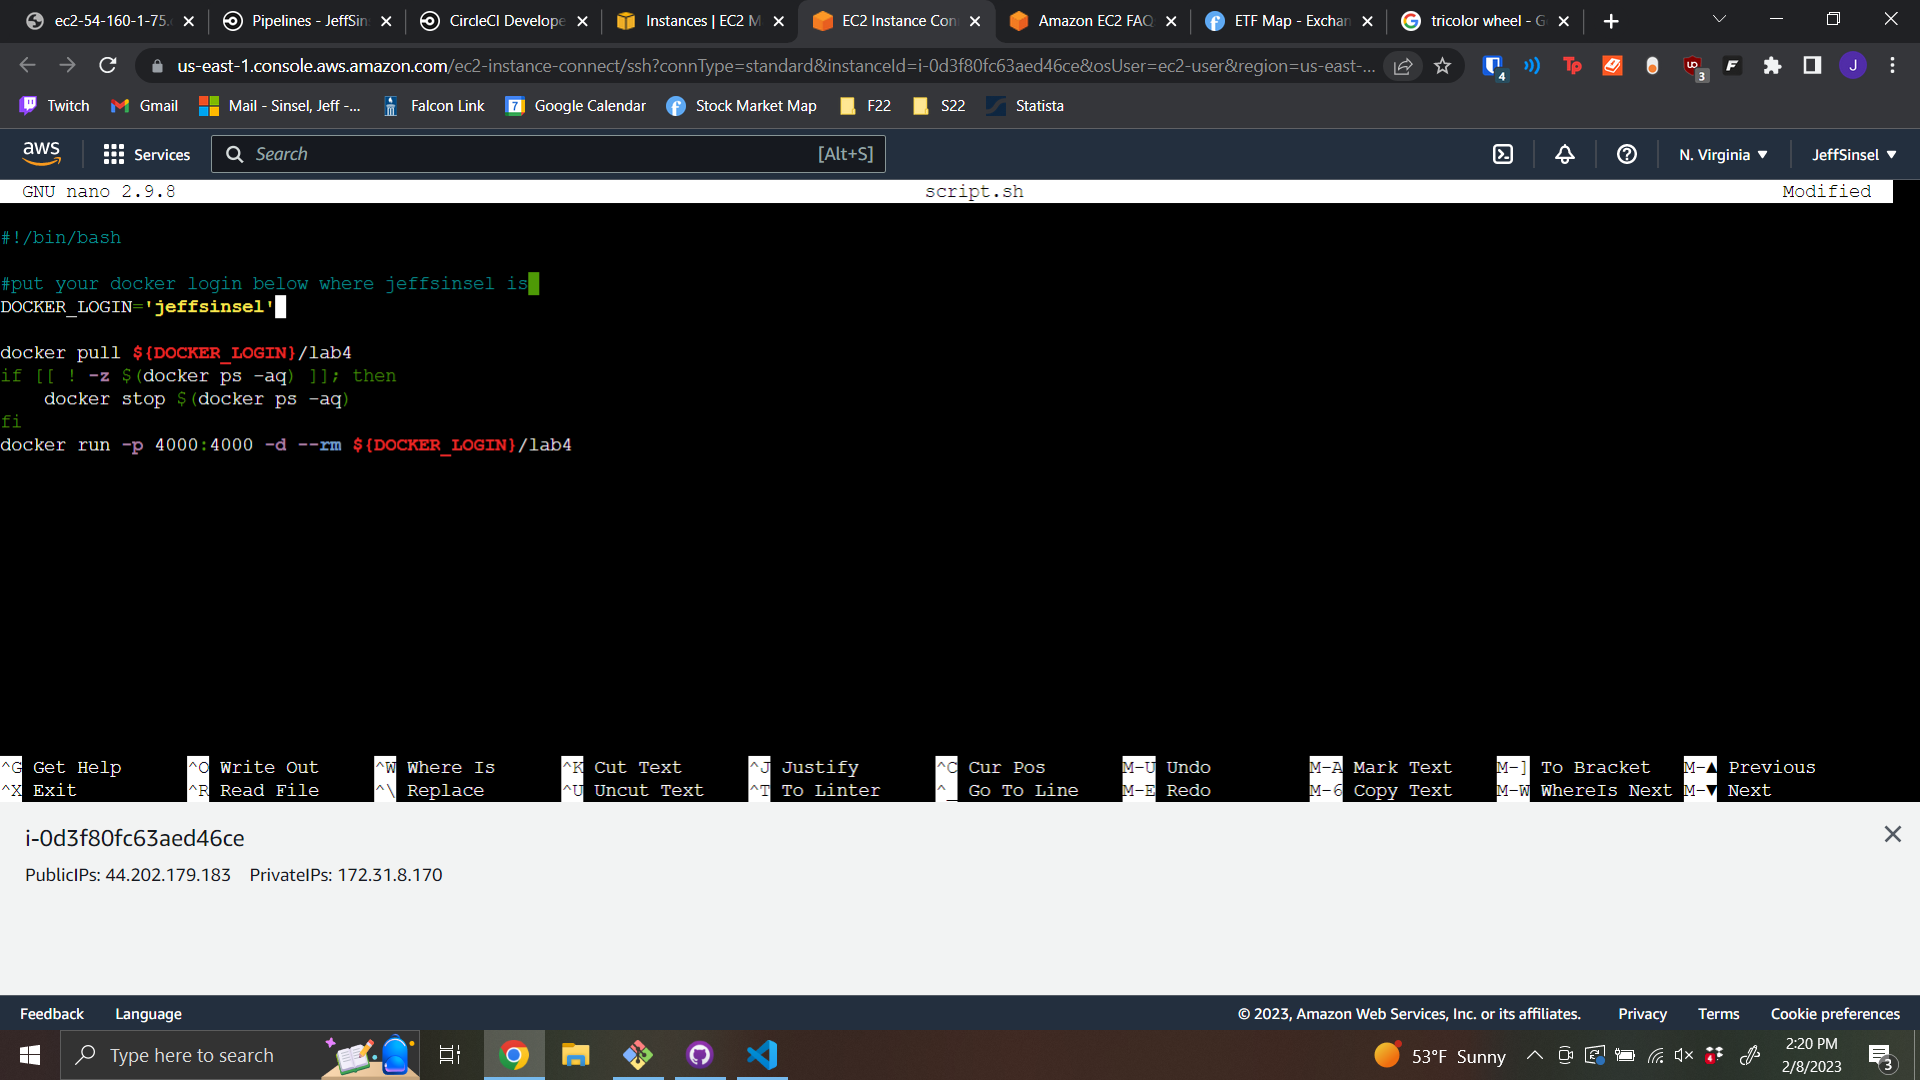 ec2-54-160-1-75.
Pipelines - JeffSin
CircleCI Develope
Instances | EC2 M
EC2 Instance Con
Amazon EC2 FAQ
ETF Map - Exchan
tricolor wheel - G
us-east-1.console.aws.amazon.com/ec2-instance-connect/ssh?connType=standard&instanceId=i-0d3f80fc63aed46ce&osUser=ec2-user&region=us-east-...
4
Tp
UD
3
F
J
Twitch
Gmail
Mail - Sinsel, Jeff -...
Falcon Link
7 Google Calendar
Stock Market Map
F22
S22
Statista
aws
Services
Search
[Alt+S]
N. Virginia
JeffSinsel
GNU nano 2.9.8 script.sh Modified
#!/bin/bash
#put your docker login below where jeffsinsel is
DOCKER_LOGIN='jeffsinsel'
docker pull ${DOCKER_LOGIN}/lab4
if [[ ! -z $(docker ps -aq) ]]; then
    docker stop $(docker ps -aq)
fi
docker run -p 4000:4000 -d --rm ${DOCKER_LOGIN}/lab4
^G Get Help ^O Write Out ^W Where Is ^K Cut Text ^J Justify ^C Cur Pos M-U Undo M-A Mark Text M-] To Bracket M-▲ Previous
^X Exit ^R Read File ^\ Replace ^U Uncut Text ^T To Linter ^_ Go To Line M-E Redo M-6 Copy Text M-W WhereIs Next M-▼ Next
i-0d3f80fc63aed46ce
PublicIPs: 44.202.179.183 PrivateIPs: 172.31.8.170
Feedback
Language
© 2023, Amazon Web Services, Inc. or its affiliates.
Privacy
Terms
Cookie preferences
Type here to search
53°F Sunny
4
2:20 PM
2/8/2023
3